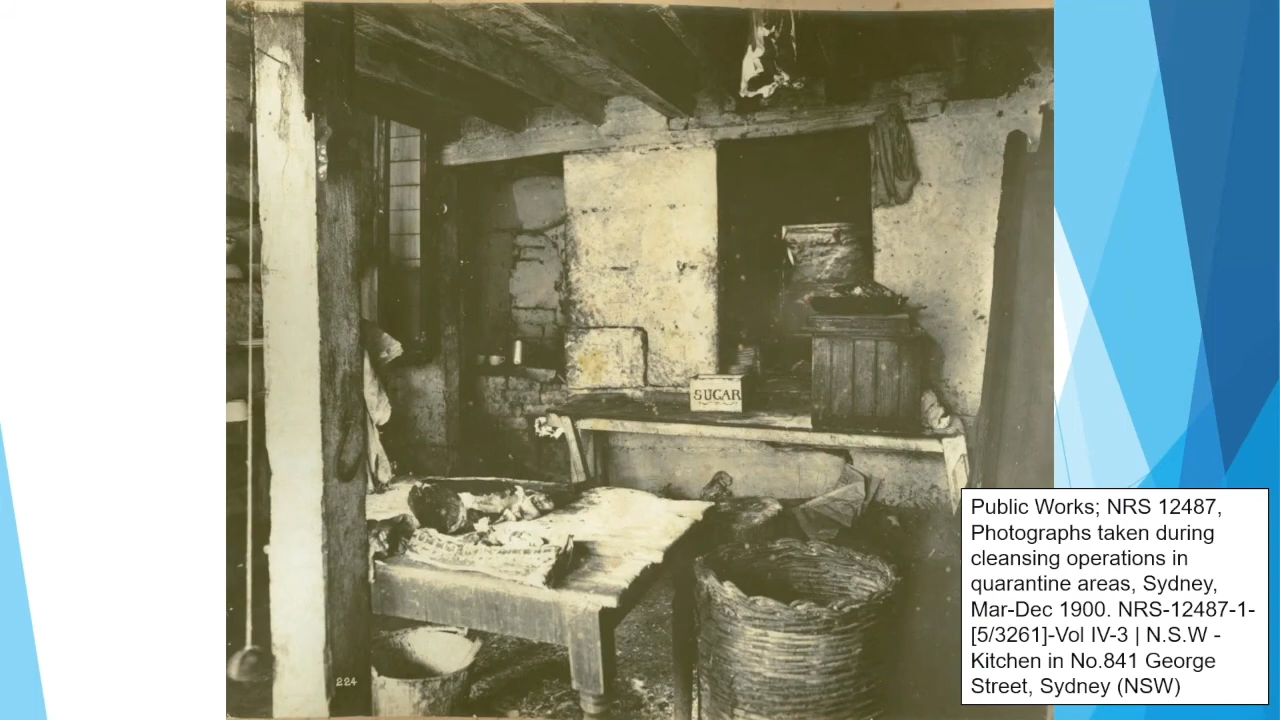 SUGAR
224
Public Works; NRS 12487,
Photographs taken during
cleansing operations in
quarantine areas, Sydney,
Mar-Dec 1900. NRS-12487-1-
[5/3261]-Vol IV-3 | N.S.W -
Kitchen in No.841 George
Street, Sydney (NSW)